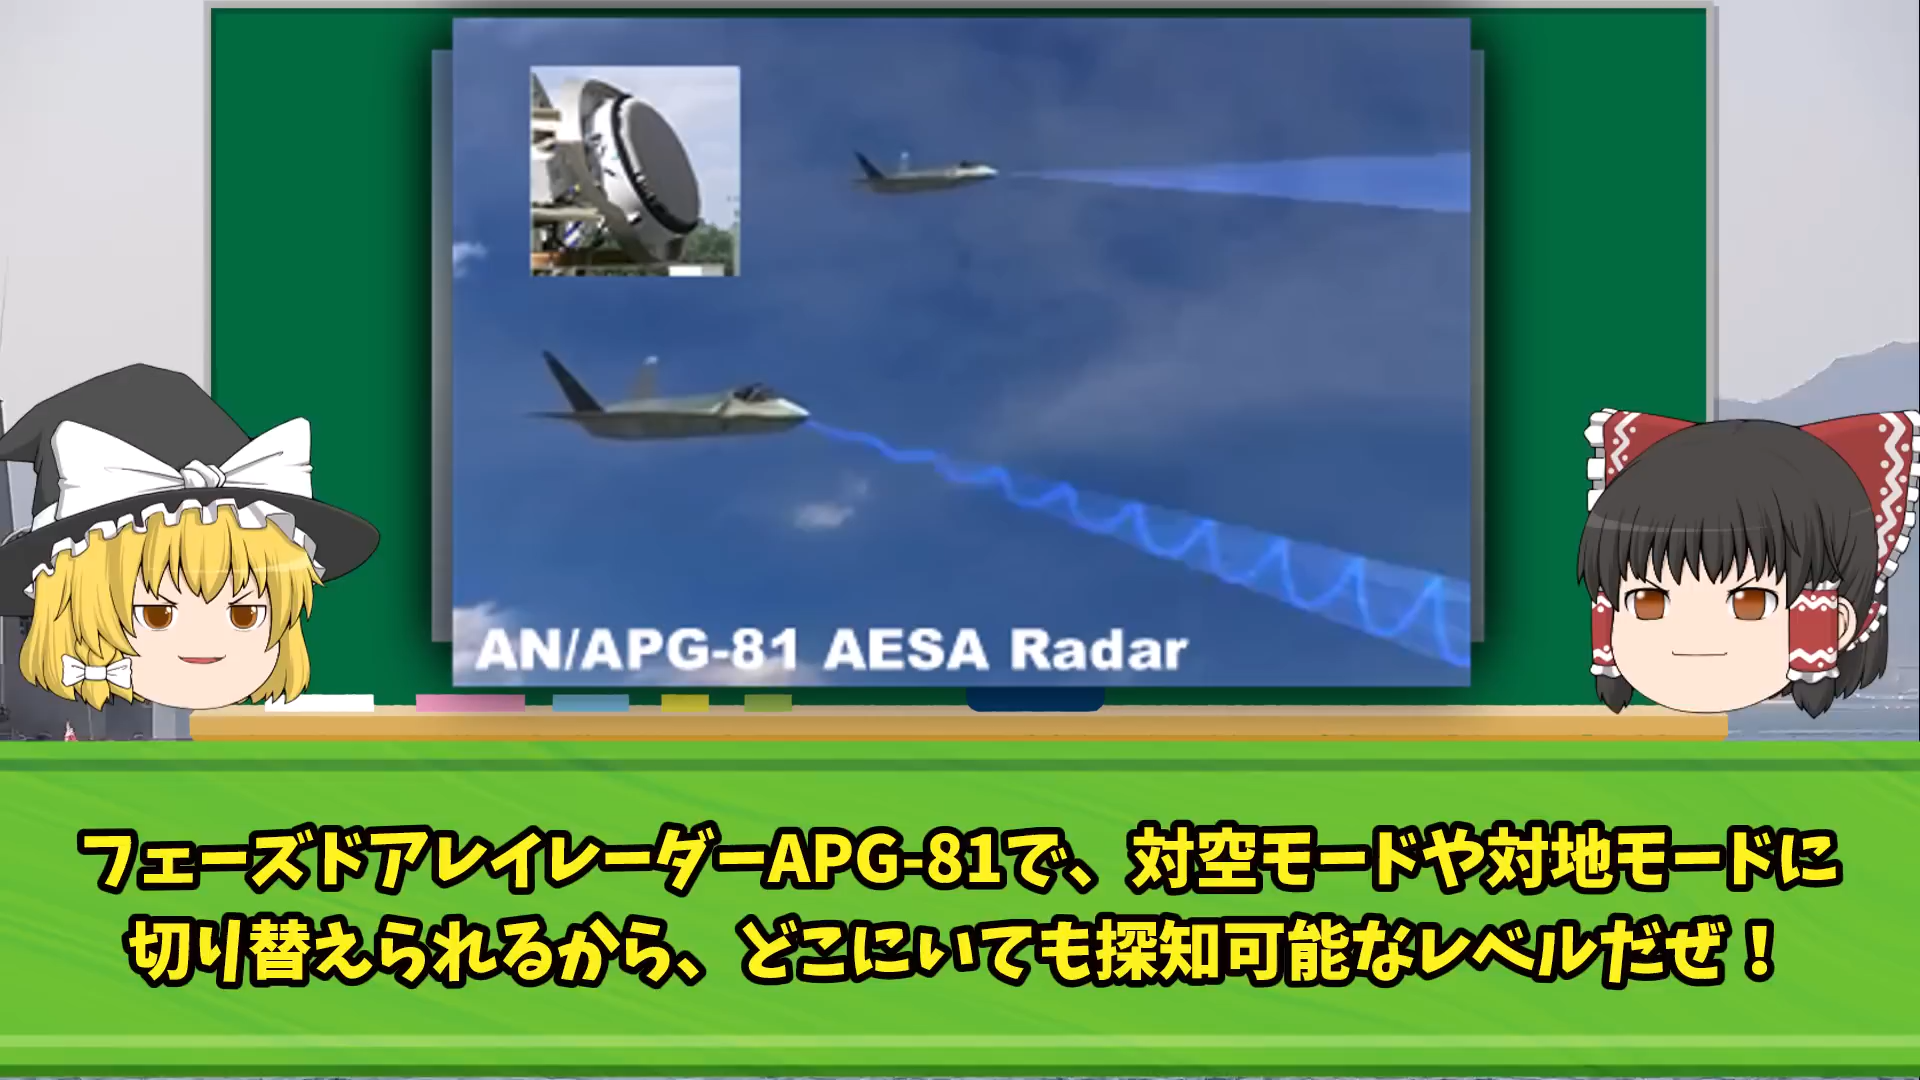 AN/APG-81 AESA Radar
フェーズドアレイレーダーAPG-81で、対空モードや対地モードに
切り替えられるから、どこにいても探知可能なレベルだぜ！